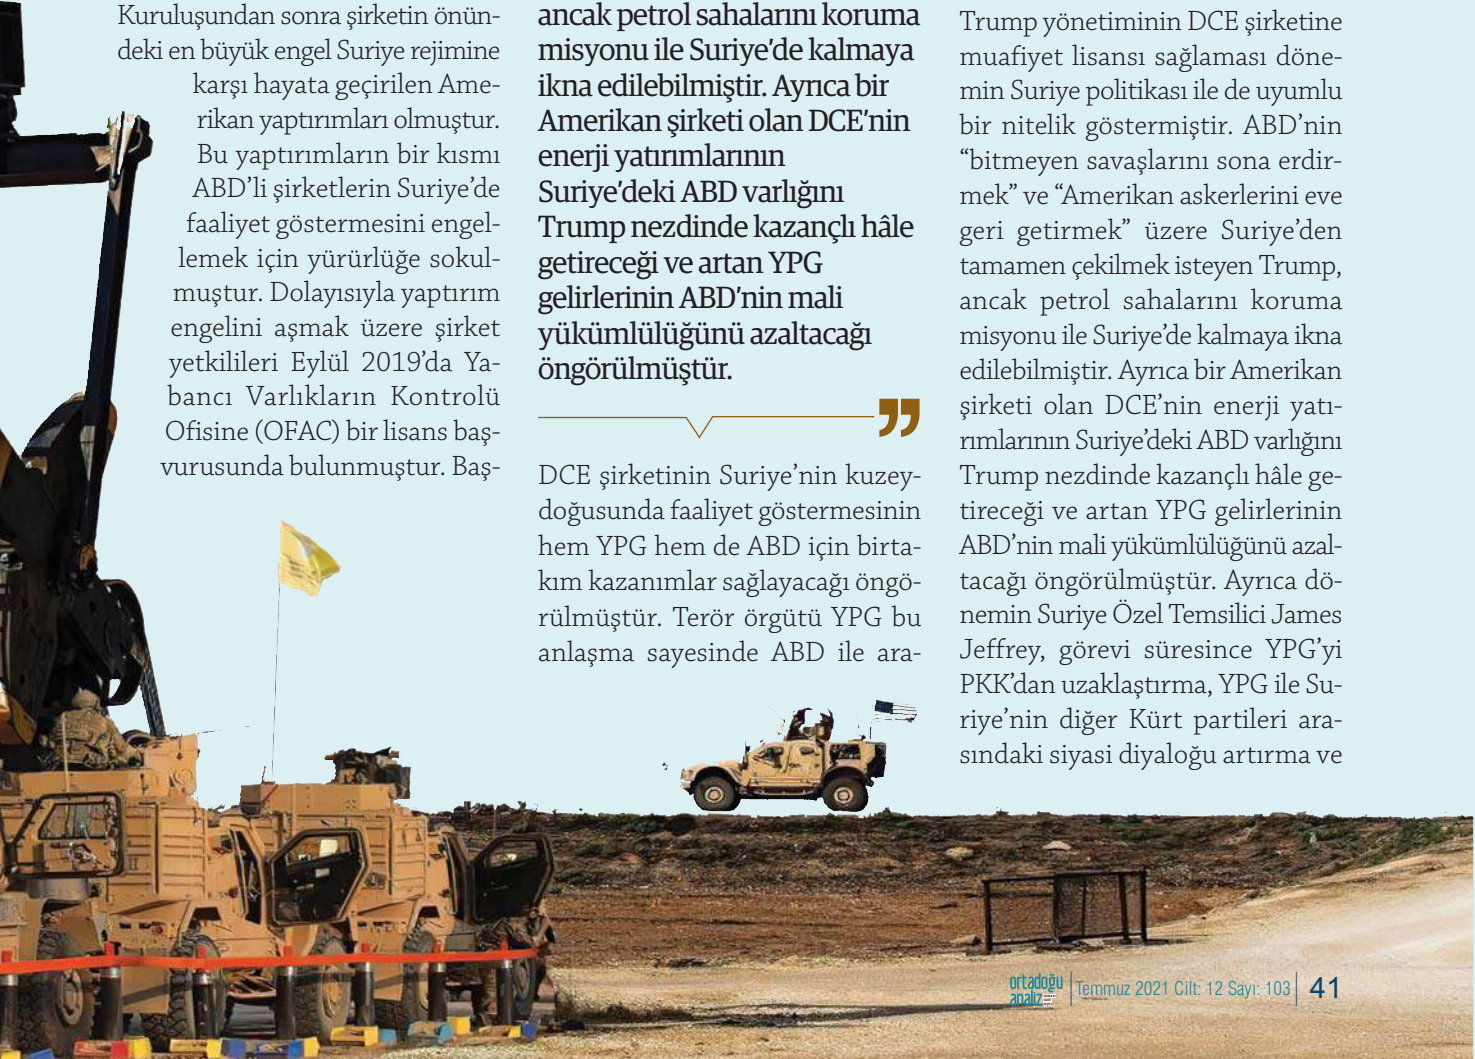 Kuruluşundan sonra şirketin önün-
deki en büyük engel Suriye rejimine
karşı hayata geçirilen Ame-
rikan yaptırımları olmuştur.
Bu yaptırımların bir kısmı
ABD’li şirketlerin Suriye’de
faaliyet göstermesini engel-
lemek için yürürlüğe sokul-
muştur. Dolayısıyla yaptırım
engelini aşmak üzere şirket
yetkilileri Eylül 2019’da Ya-
bancı Varlıkların Kontrolü
Ofisine (OFAC) bir lisans baş-
vurusunda bulunmuştur. Baş-
ancak petrol sahalarını koruma
misyonu ile Suriye’de kalmaya
ikna edilebilmiştir. Ayrıca bir
Amerikan şirketi olan DCE’nin
enerji yatırımlarının
Suriye’deki ABD varlığını
Trump nezdinde kazançlı hâle
getireceği ve artan YPG
gelirlerinin ABD’nin mali
yükümlülüğünü azaltacağı
öngörülmüştür.
”
DCE şirketinin Suriye’nin kuzey-
doğusunda faaliyet göstermesinin
hem YPG hem de ABD için birta-
kım kazanımlar sağlayacağı öngö-
rülmüştür. Terör örgütü YPG bu
anlaşma sayesinde ABD ile ara-
Trump yönetiminin DCE şirketine
muafiyet lisansı sağlaması döne-
min Suriye politikası ile de uyumlu
bir nitelik göstermiştir. ABD’nin
“bitmeyen savaşlarını sona erdir-
mek” ve “Amerikan askerlerini eve
geri getirmek” üzere Suriye’den
tamamen çekilmek isteyen Trump,
ancak petrol sahalarını koruma
misyonu ile Suriye’de kalmaya ikna
edilebilmiştir. Ayrıca bir Amerikan
şirketi olan DCE’nin enerji yatı-
rımlarının Suriye’deki ABD varlığını
Trump nezdinde kazançlı hâle ge-
tireceği ve artan YPG gelirlerinin
ABD’nin mali yükümlülüğünü azal-
tacağı öngörülmüştür. Ayrıca dö-
nemin Suriye Özel Temsilici James
Jeffrey, görevi süresince YPG’yi
PKK’dan uzaklaştırma, YPG ile Su-
riye’nin diğer Kürt partileri ara-
sındaki siyasi diyaloğu artırma ve
ortadoğu
analiz
Temmuz 2021 Cilt: 12 Sayı: 103 41